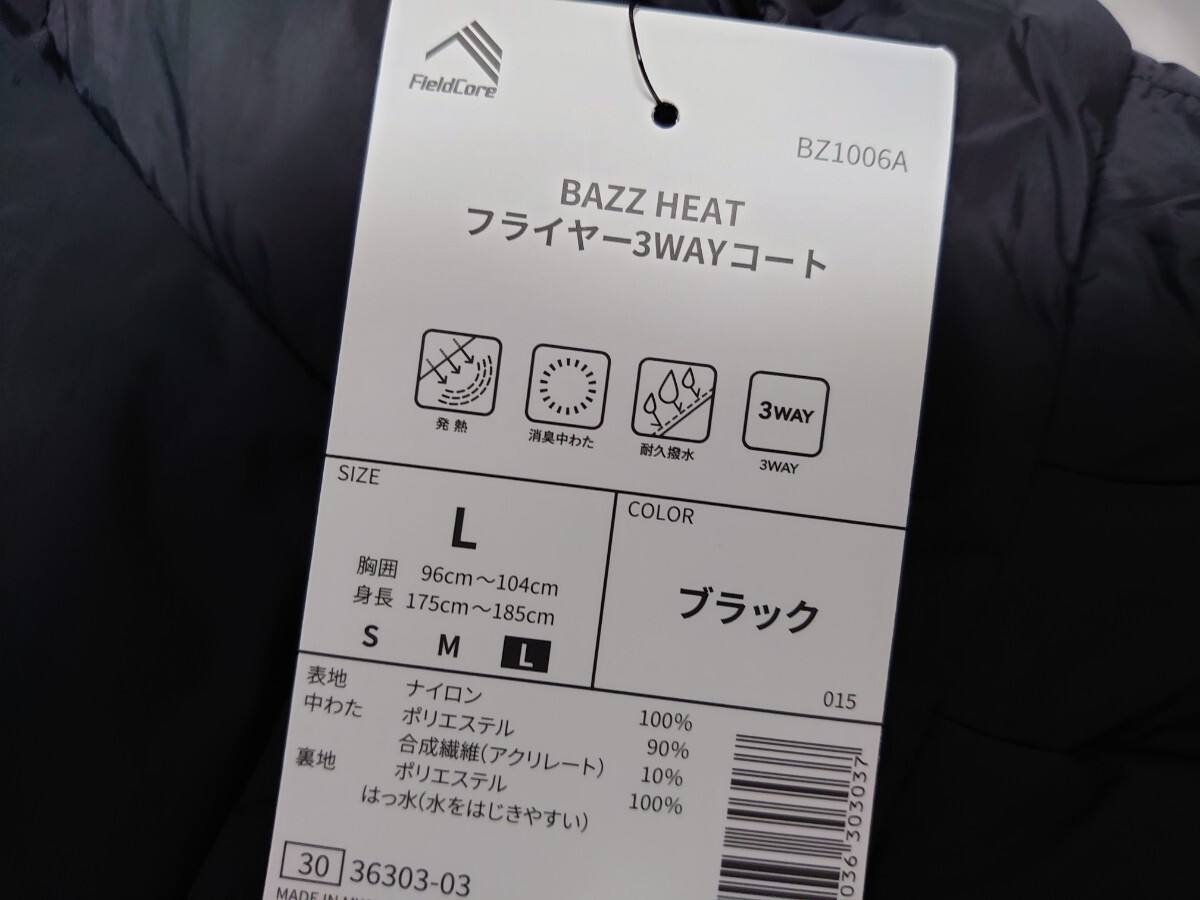 FieldCore
BZ1006A
BAZZ HEAT
フライヤー3WAYコート
3WAY
発熱
消臭中わた
耐久撥水
3WAY
SIZE
L
胸囲 96cm～104cm
身長 175cm～185cm
S M L
COLOR
ブラック
015
表地 ナイロン 100%
中わた ポリエステル 90%
合成繊維(アクリレート) 10%
裏地 ポリエステル 100%
はっ水(水をはじきやすい)
30 36303-03
MADE IN
036 303037